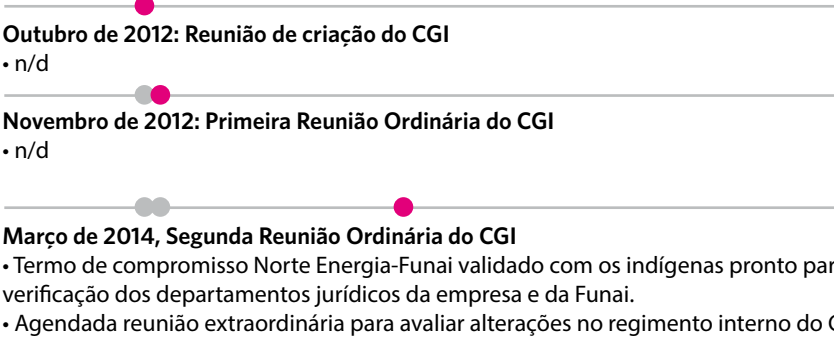 Outubro de 2012: Reunião de criação do CGI
• n/d
Novembro de 2012: Primeira Reunião Ordinária do CGI
• n/d
Março de 2014, Segunda Reunião Ordinária do CGI
• Termo de compromisso Norte Energia-Funai validado com os indígenas pronto
verificação dos departamentos jurídicos da empresa e da Funai.
• Agendada reunião extraordinária para avaliar alterações no regimento interno do